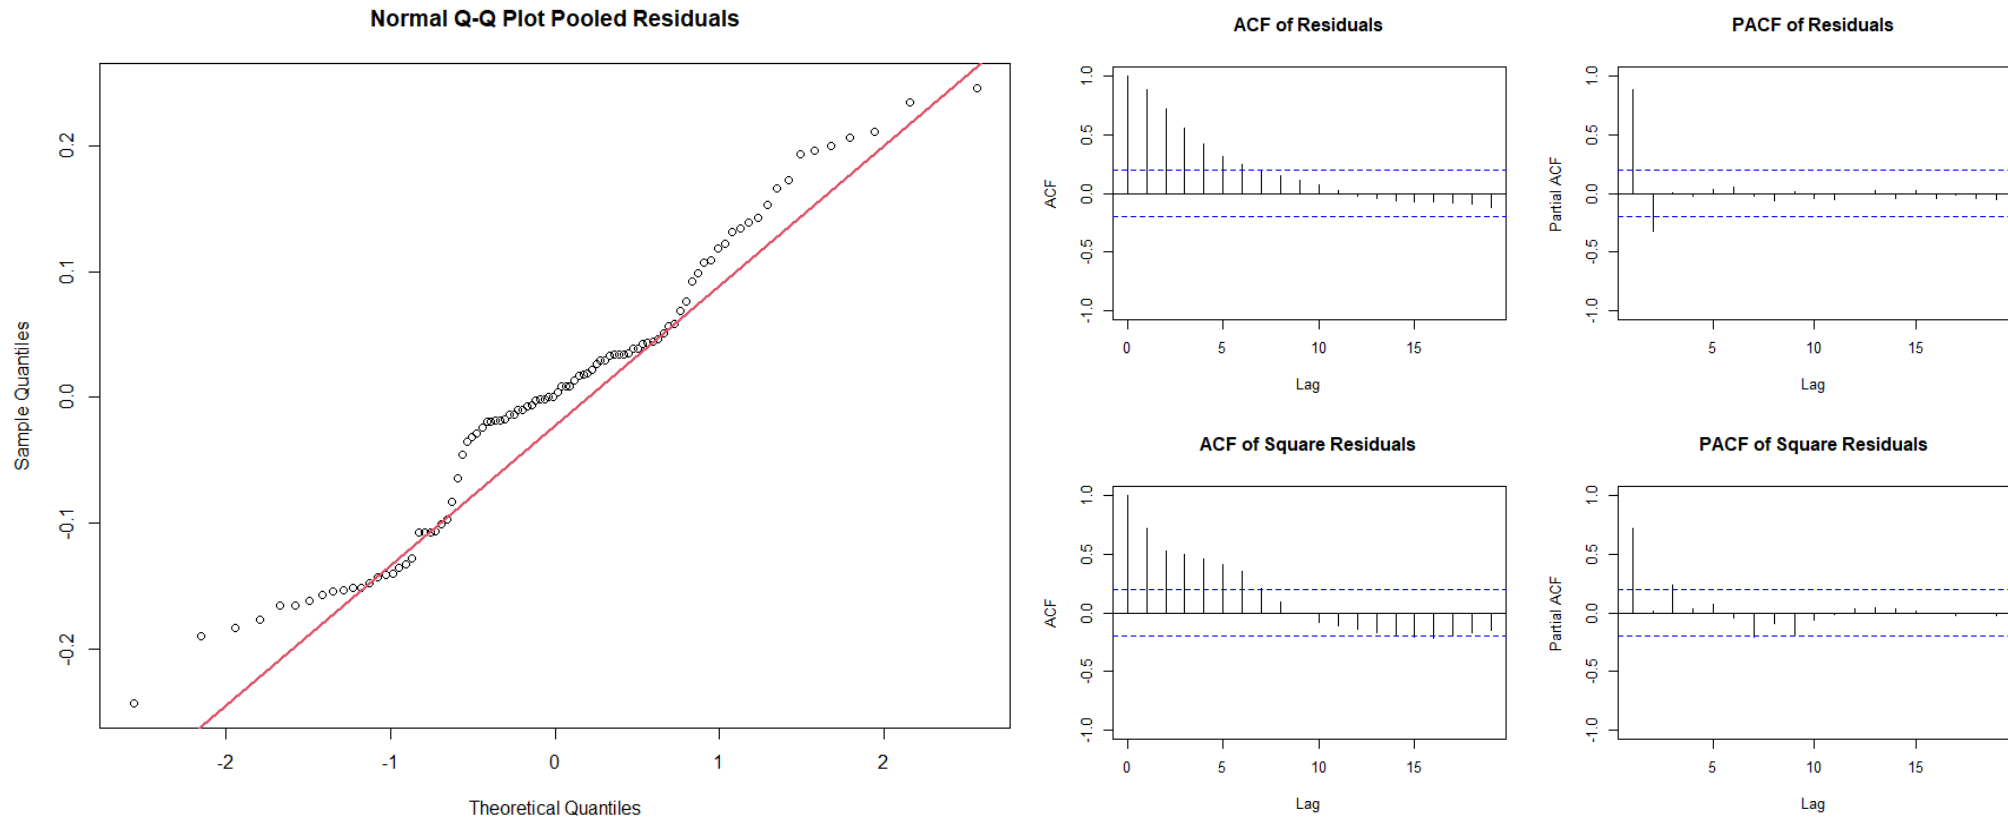 Normal Q-Q Plot Pooled Residuals
Sample Quantiles
0.2
0.1
0.0
-0.1
-0.2
-2 -1 0 1 2
Theoretical Quantiles
ACF of Residuals
ACF
1.0
0.5
0.0
-0.5
-1.0
0 5 10 15
Lag
PACF of Residuals
Partial ACF
1.0
0.5
0.0
-0.5
-1.0
5 10 15
Lag
ACF of Square Residuals
ACF
1.0
0.5
0.0
-0.5
-1.0
0 5 10 15
Lag
PACF of Square Residuals
Partial ACF
1.0
0.5
0.0
-0.5
-1.0
5 10 15
Lag